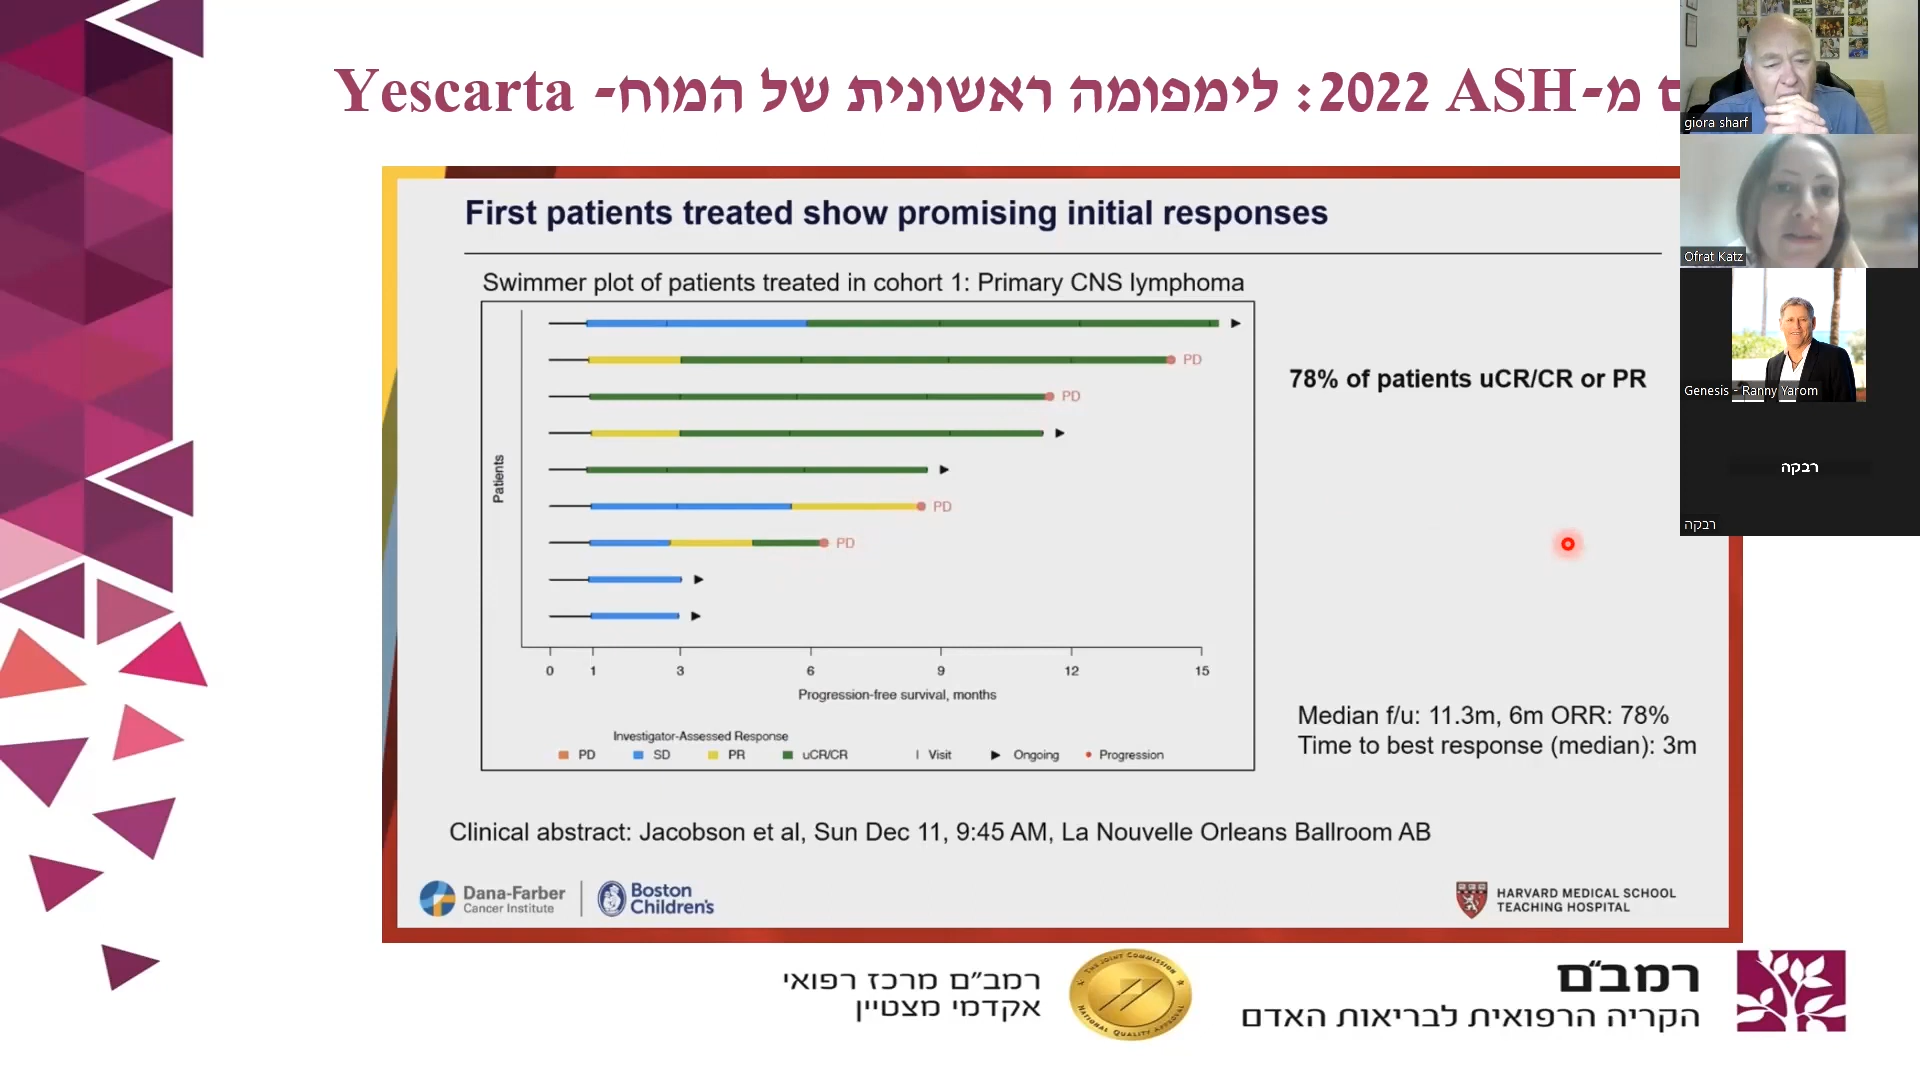 מ-ASH 2022: לימפומה ראשונית של המוח- Yescarta
First patients treated show promising initial responses
Swimmer plot of patients treated in cohort 1: Primary CNS lymphoma
PD
PD
PD
PD
Patients
0 1 3 6 9 12 15
Progression-free survival, months
Investigator-Assessed Response
PD SD PR uCR/CR Visit Ongoing Progression
78% of patients uCR/CR or PR
Median f/u: 11.3m, 6m ORR: 78%
Time to best response (median): 3m
Clinical abstract: Jacobson et al, Sun Dec 11, 9:45 AM, La Nouvelle Orleans Ballroom AB
Dana-Farber
Cancer Institute
Boston
Children's
HARVARD MEDICAL SCHOOL
TEACHING HOSPITAL
giora sharf
Ofrat Katz
Genesis - Ranny Yarom
רבקה
רבקה
רמב"ם מרכז רפואי
אקדמי מצטיין
THE JOINT COMMISSION
NATIONAL QUALITY APPROVAL
רמב"ם
הקריה הרפואית לבריאות האדם